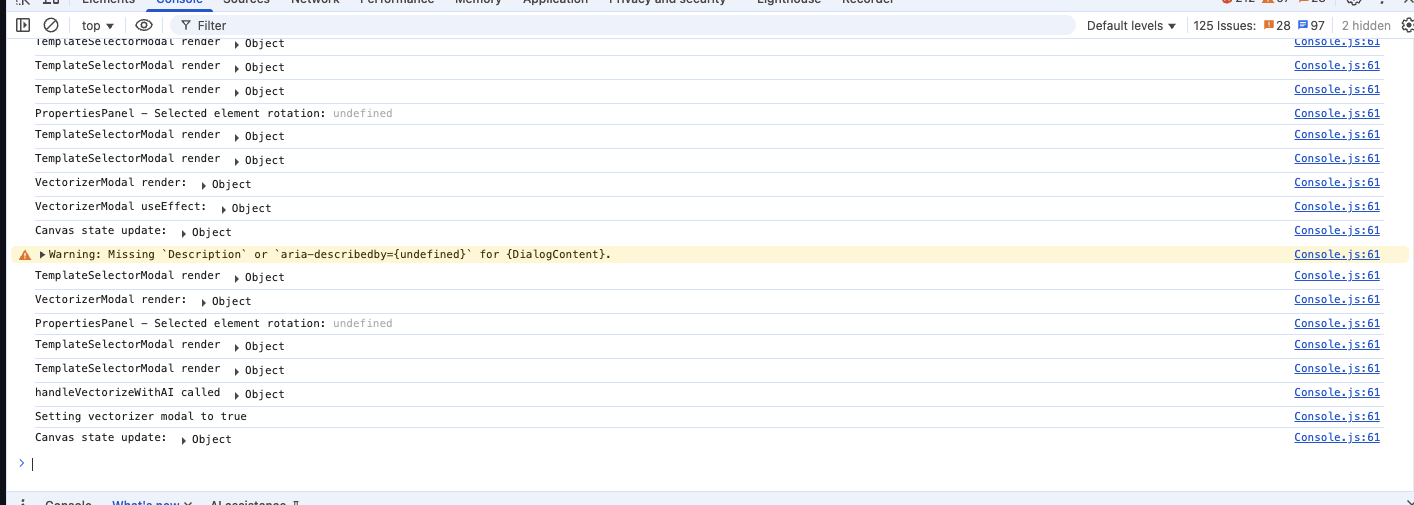 Elements Console Sources Network Performance Memory Application Privacy and security Lighthouse Recorder
top Filter Default levels 125 Issues: 28 97 2 hidden
TemplateSelectorModal render Object Console.js:61
TemplateSelectorModal render Object Console.js:61
TemplateSelectorModal render Object Console.js:61
PropertiesPanel – Selected element rotation: undefined Console.js:61
TemplateSelectorModal render Object Console.js:61
TemplateSelectorModal render Object Console.js:61
VectorizerModal render: Object Console.js:61
VectorizerModal useEffect: Object Console.js:61
Canvas state update: Object Console.js:61
Warning: Missing `Description` or `aria-describedby={undefined}` for {DialogContent}. Console.js:61
TemplateSelectorModal render Object Console.js:61
VectorizerModal render: Object Console.js:61
PropertiesPanel – Selected element rotation: undefined Console.js:61
TemplateSelectorModal render Object Console.js:61
TemplateSelectorModal render Object Console.js:61
handleVectorizeWithAI called Object Console.js:61
Setting vectorizer modal to true Console.js:61
Canvas state update: Object Console.js:61
Console What's new AI assistance